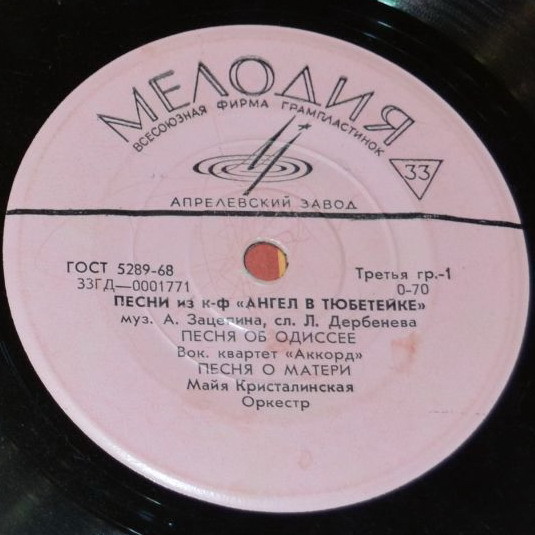 МЕЛОДИЯ
ВСЕСОЮЗНАЯ ФИРМА ГРАМПЛАСТИНОК
33
АПРЕЛЕВСКИЙ ЗАВОД
ГОСТ 5289-68 Третья гр.-1
33ГД—0001771 0-70
ПЕСНИ из к-ф «АНГЕЛ В ТЮБЕТЕЙКЕ»
муз. А. Зацепина, сл. Л. Дербенева
ПЕСНЯ ОБ ОДИССЕЕ
Вок. квартет «Аккорд»
ПЕСНЯ О МАТЕРИ
Майя Кристалинская
Оркестр